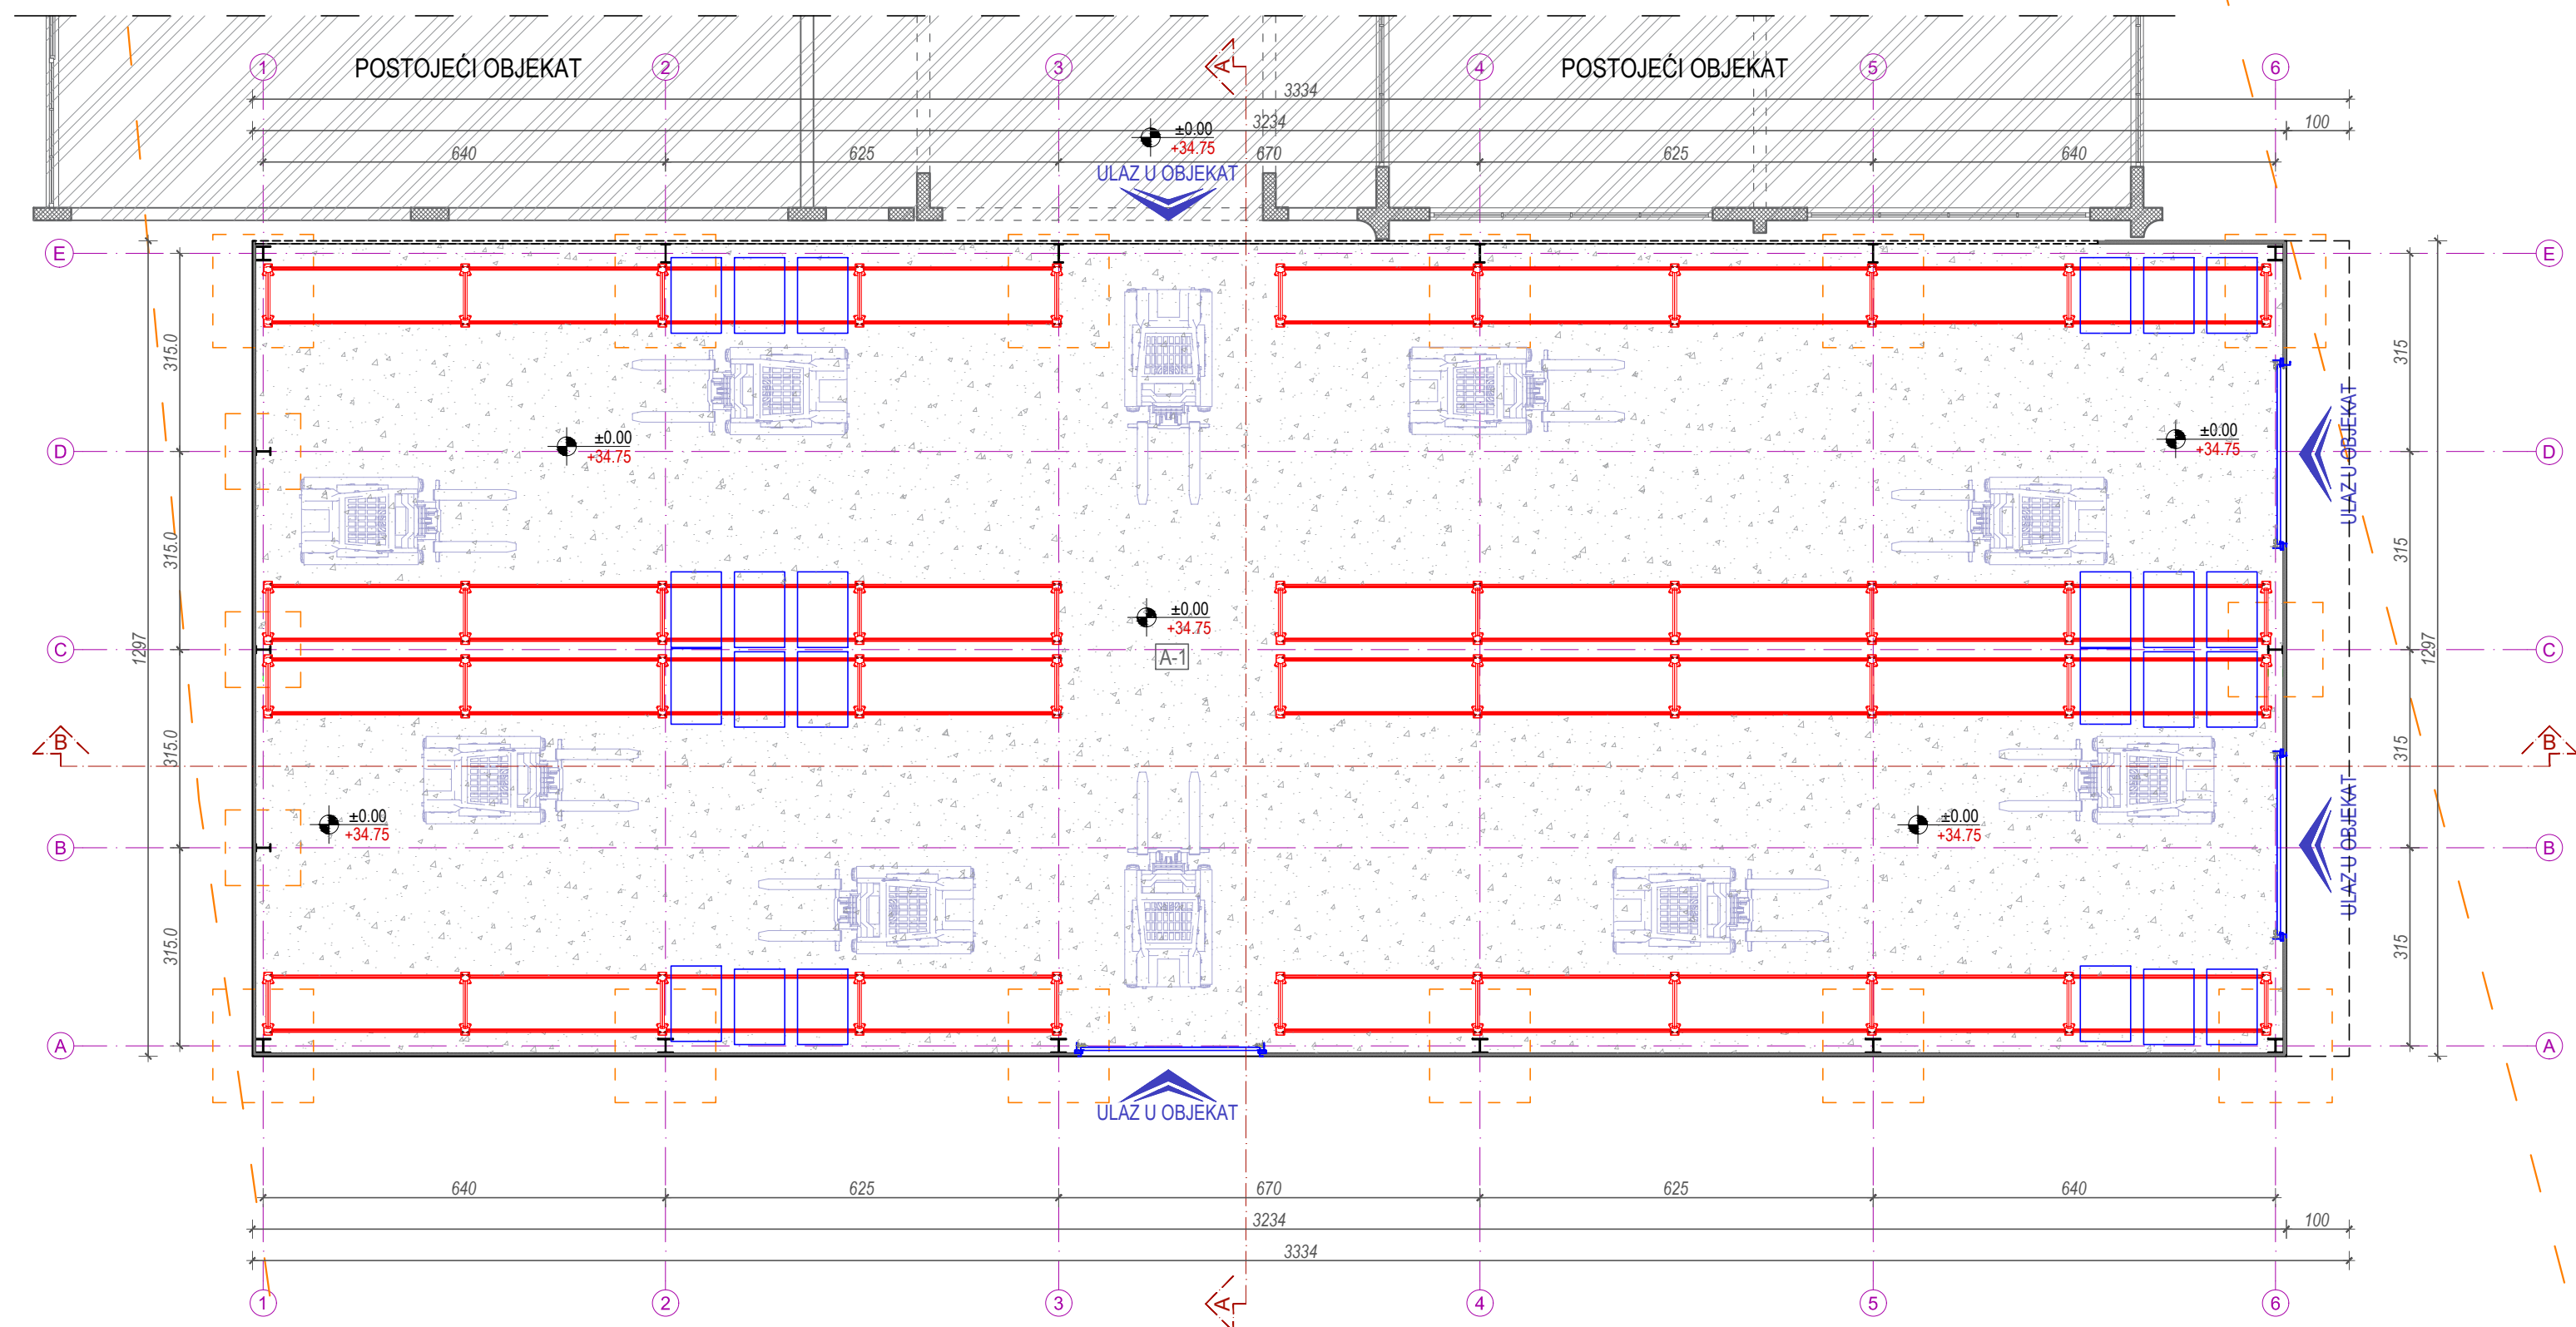 POSTOJEĆI OBJEKAT
POSTOJEĆI OBJEKAT
1
2
3
A
4
5
6
3334
3234
100
±0.00
+34.75
640
625
670
625
640
ULAZ U OBJEKAT
E
E
315.0
315
±0.00
+34.75
±0.00
+34.75
ULAZ U OBJEKAT
D
D
315.0
315
±0.00
+34.75
A-1
1297
1297
C
C
315.0
315
B
B
±0.00
+34.75
±0.00
+34.75
ULAZ U OBJEKAT
B
B
315.0
315
A
A
ULAZ U OBJEKAT
640
625
670
625
640
3234
100
3334
1
2
3
A
4
5
6